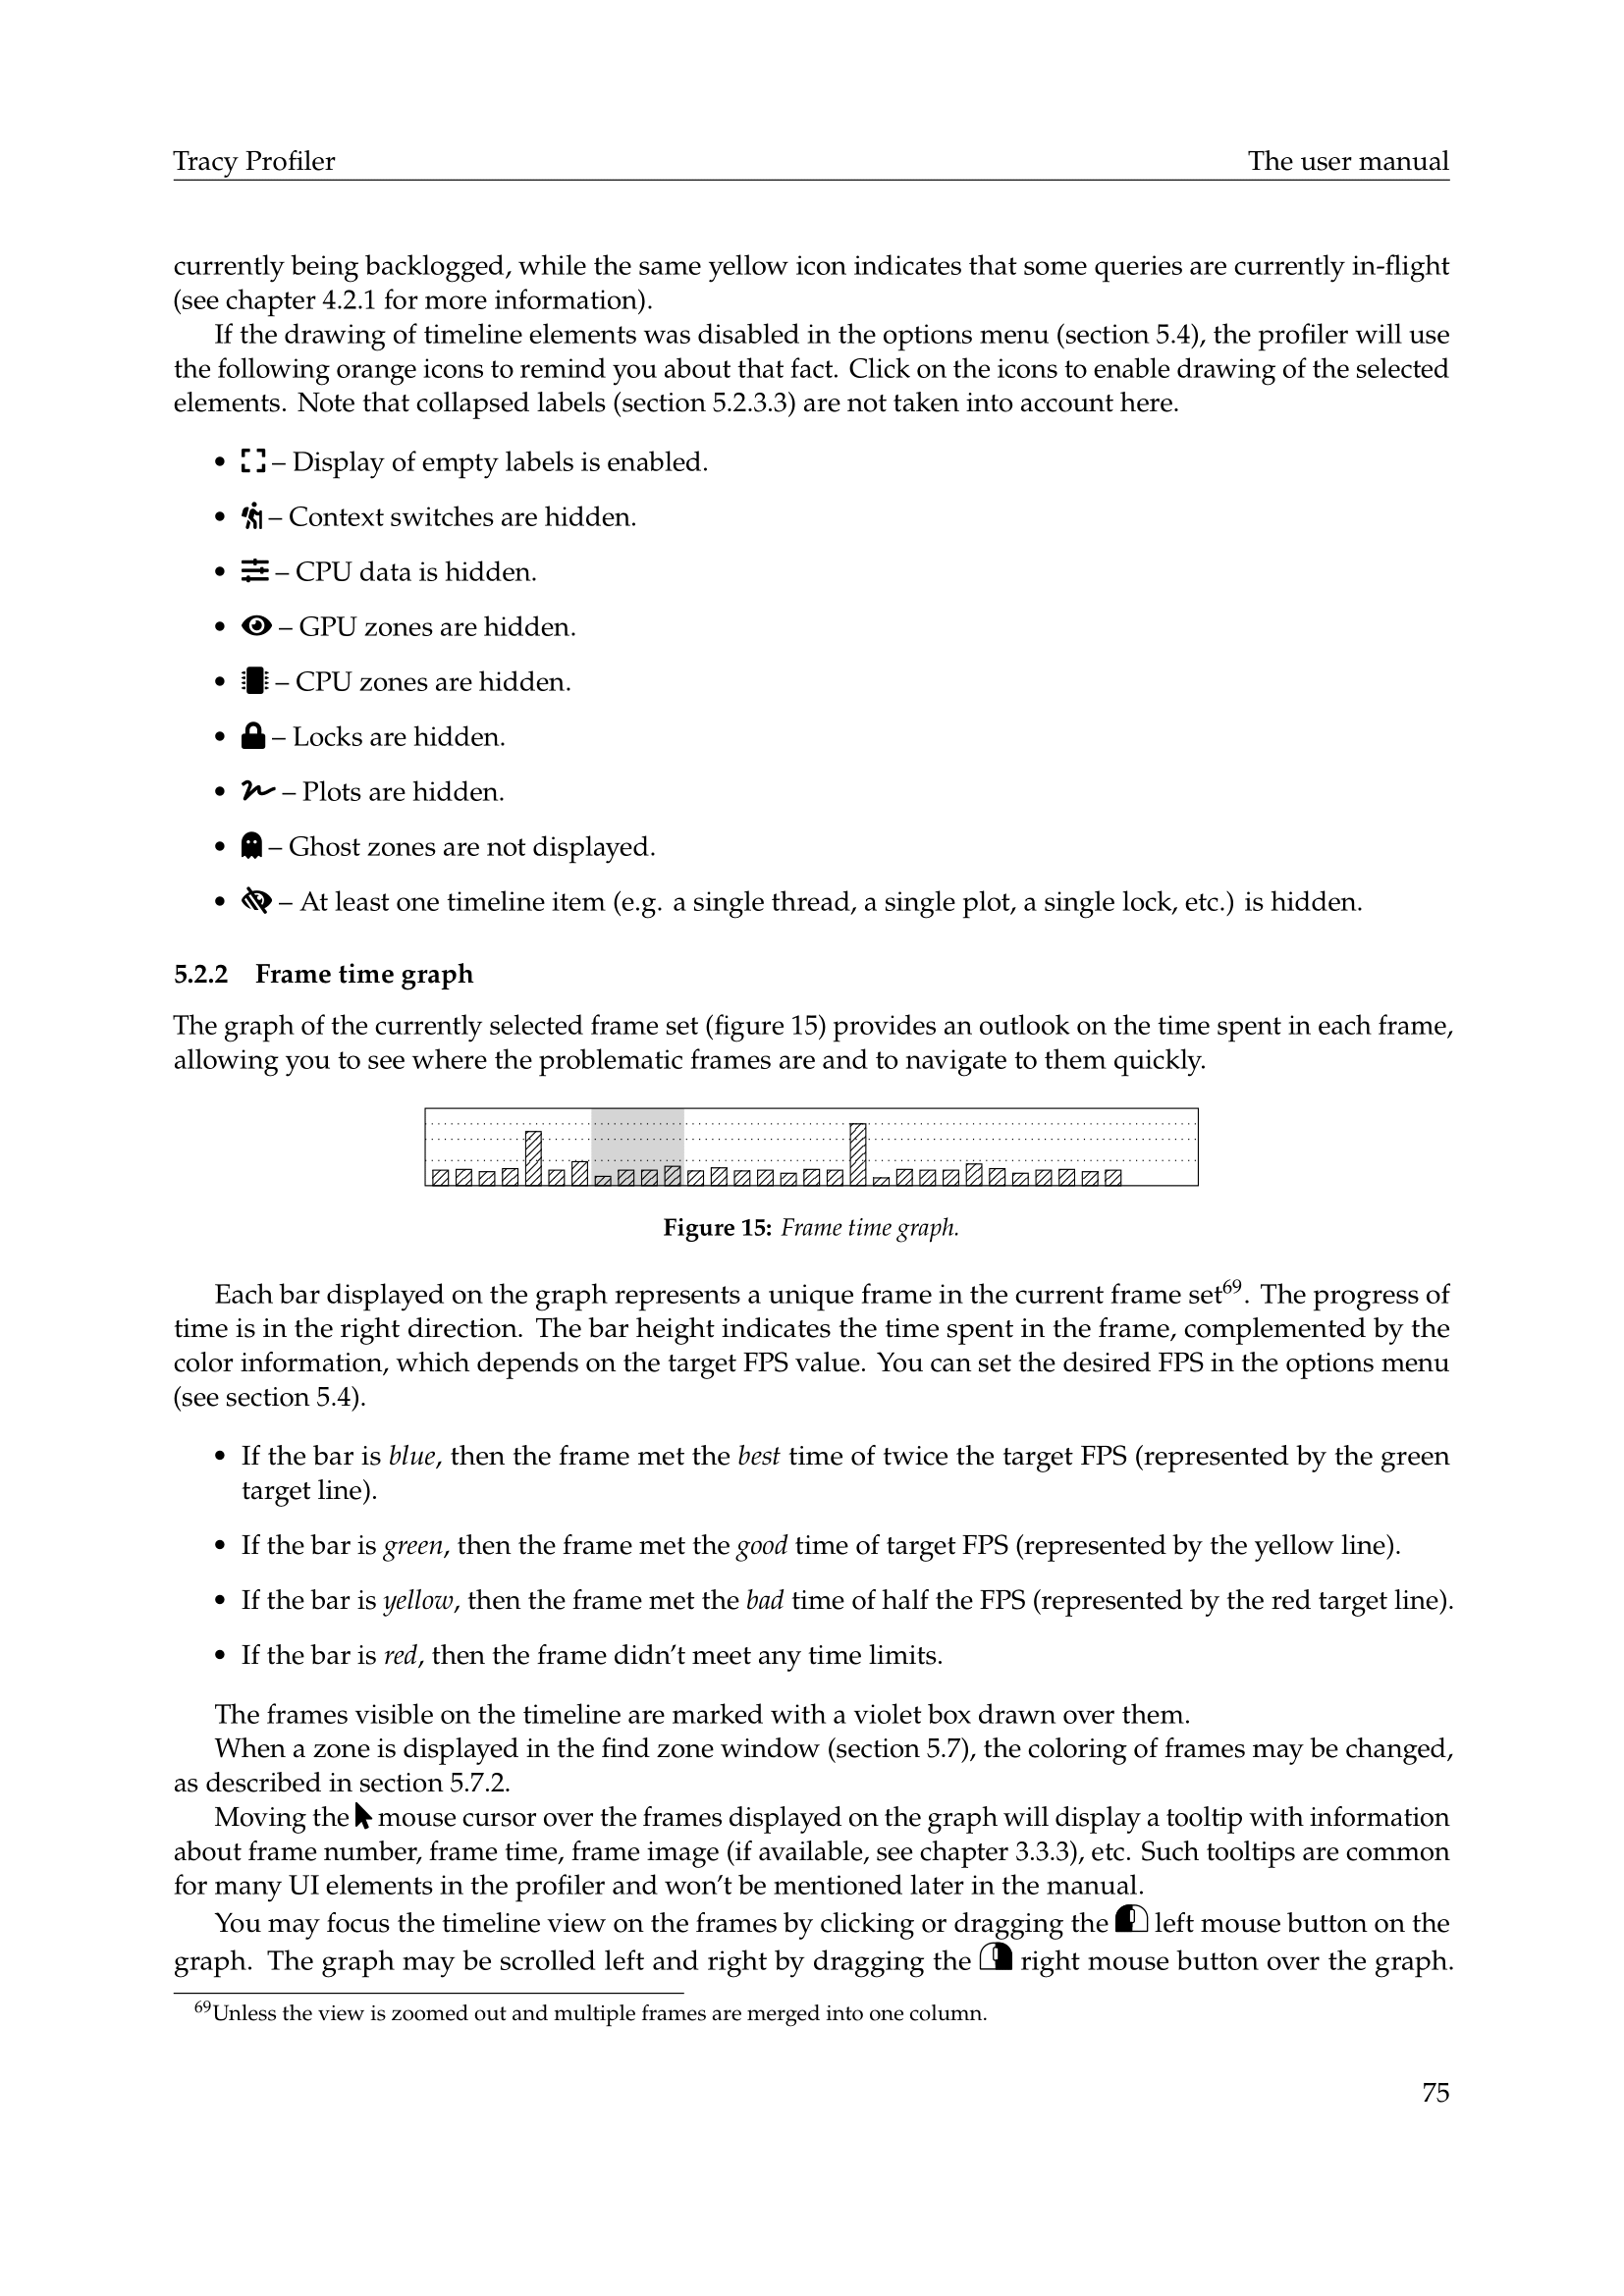 Tracy Profiler The user manual
currently being backlogged, while the same yellow icon indicates that some queries are currently in-flight
(see chapter 4.2.1 for more information).
If the drawing of timeline elements was disabled in the options menu (section 5.4), the profiler will use
the following orange icons to remind you about that fact. Click on the icons to enable drawing of the selected
elements. Note that collapsed labels (section 5.2.3.3) are not taken into account here.
• – Display of empty labels is enabled.
• – Context switches are hidden.
• – CPU data is hidden.
• – GPU zones are hidden.
• – CPU zones are hidden.
• – Locks are hidden.
• – Plots are hidden.
• – Ghost zones are not displayed.
• – At least one timeline item (e.g. a single thread, a single plot, a single lock, etc.) is hidden.
5.2.2 Frame time graph
The graph of the currently selected frame set (figure 15) provides an outlook on the time spent in each frame,
allowing you to see where the problematic frames are and to navigate to them quickly.
Figure 15: Frame time graph.
Each bar displayed on the graph represents a unique frame in the current frame set69. The progress of
time is in the right direction. The bar height indicates the time spent in the frame, complemented by the
color information, which depends on the target FPS value. You can set the desired FPS in the options menu
(see section 5.4).
• If the bar is blue, then the frame met the best time of twice the target FPS (represented by the green
target line).
• If the bar is green, then the frame met the good time of target FPS (represented by the yellow line).
• If the bar is yellow, then the frame met the bad time of half the FPS (represented by the red target line).
• If the bar is red, then the frame didn't meet any time limits.
The frames visible on the timeline are marked with a violet box drawn over them.
When a zone is displayed in the find zone window (section 5.7), the coloring of frames may be changed,
as described in section 5.7.2.
Moving the mouse cursor over the frames displayed on the graph will display a tooltip with information
about frame number, frame time, frame image (if available, see chapter 3.3.3), etc. Such tooltips are common
for many UI elements in the profiler and won't be mentioned later in the manual.
You may focus the timeline view on the frames by clicking or dragging the left mouse button on the
graph. The graph may be scrolled left and right by dragging the right mouse button over the graph.
69Unless the view is zoomed out and multiple frames are merged into one column.
75